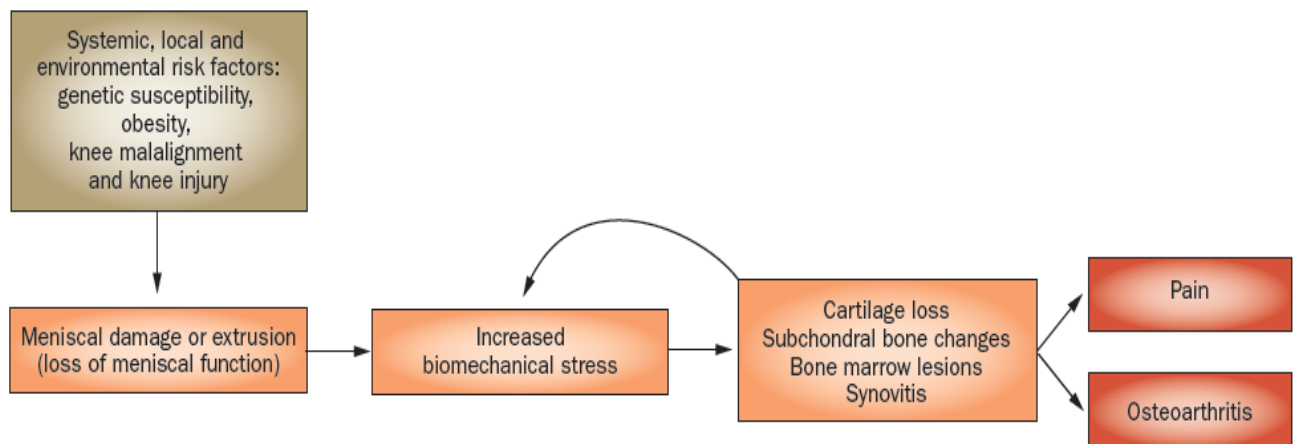 Systemic, local and
environmental risk factors:
genetic susceptibility,
obesity,
knee malalignment
and knee injury
Meniscal damage or extrusion
(loss of meniscal function)
Increased
biomechanical stress
Cartilage loss
Subchondral bone changes
Bone marrow lesions
Synovitis
Pain
Osteoarthritis